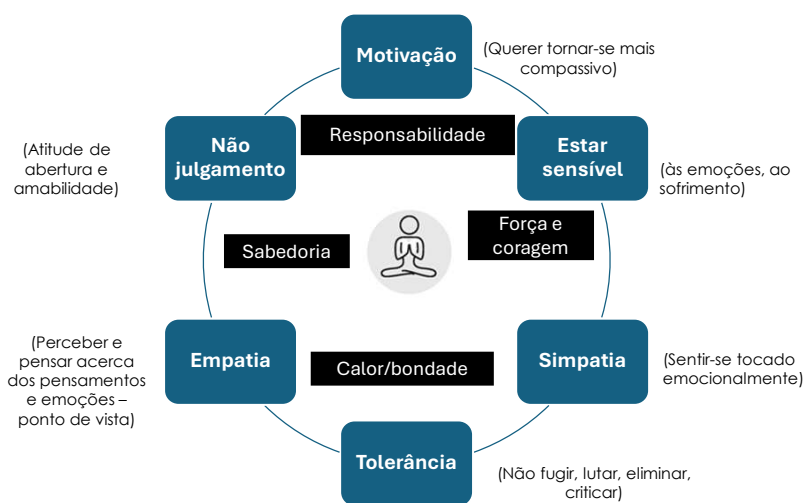 Motivação
(Querer tornar-se mais
compassivo)
Não
julgamento
Responsabilidade
Estar
sensível
(Atitude de
abertura e
amabilidade)
(às emoções, ao
sofrimento)
Sabedoria
Força e
coragem
(Perceber e
pensar acerca
dos pensamentos
e emoções –
ponto de vista)
Empatia
Calor/bondade
Simpatia
(Sentir-se tocado
emocionalmente)
Tolerância
(Não fugir, lutar, eliminar,
criticar)